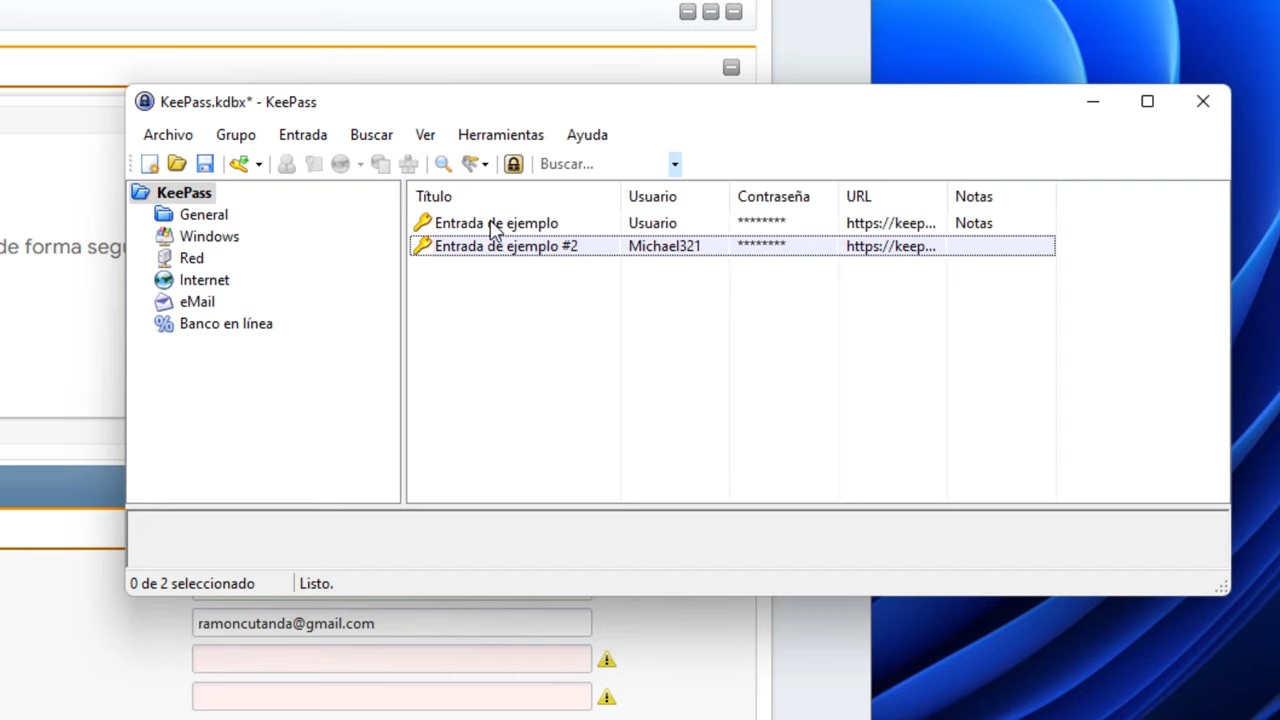 KeePass.kdbx* - KeePass
Archivo Grupo Entrada Buscar Ver Herramientas Ayuda
Buscar...
KeePass
General
Windows
Red
Internet
eMail
Banco en línea
Título Usuario Contraseña URL Notas
Entrada de ejemplo Usuario ******** https://keep... Notas
Entrada de ejemplo #2 Michael321 ******** https://keep...
de forma segu
0 de 2 seleccionado Listo.
ramoncutanda@gmail.com